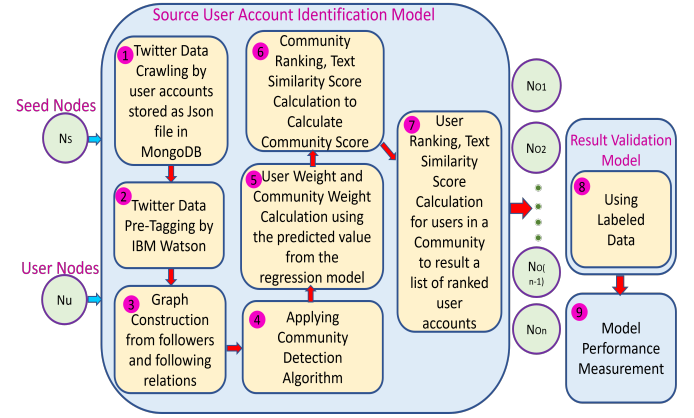 Source User Account Identification Model
Seed Nodes
Ns
User Nodes
Nu
1
Twitter Data
Crawling by
user accounts
stored as Json
file in
MongoDB
2
Twitter Data
Pre-Tagging by
IBM Watson
3
Graph
Construction
from followers
and following
relations
4
Applying
Community
Detection
Algorithm
5
User Weight and
Community Weight
Calculation using
the predicted value
from the
regression model
6
Community
Ranking, Text
Similarity Score
Calculation to
Calculate
Community Score
7
User
Ranking, Text
Similarity
Score
Calculation
for users in a
Community
to result a
list of ranked
user
accounts
No1
No2
No(
n-1)
Non
Result Validation
Model
8
Using
Labeled
Data
9
Model
Performance
Measurement